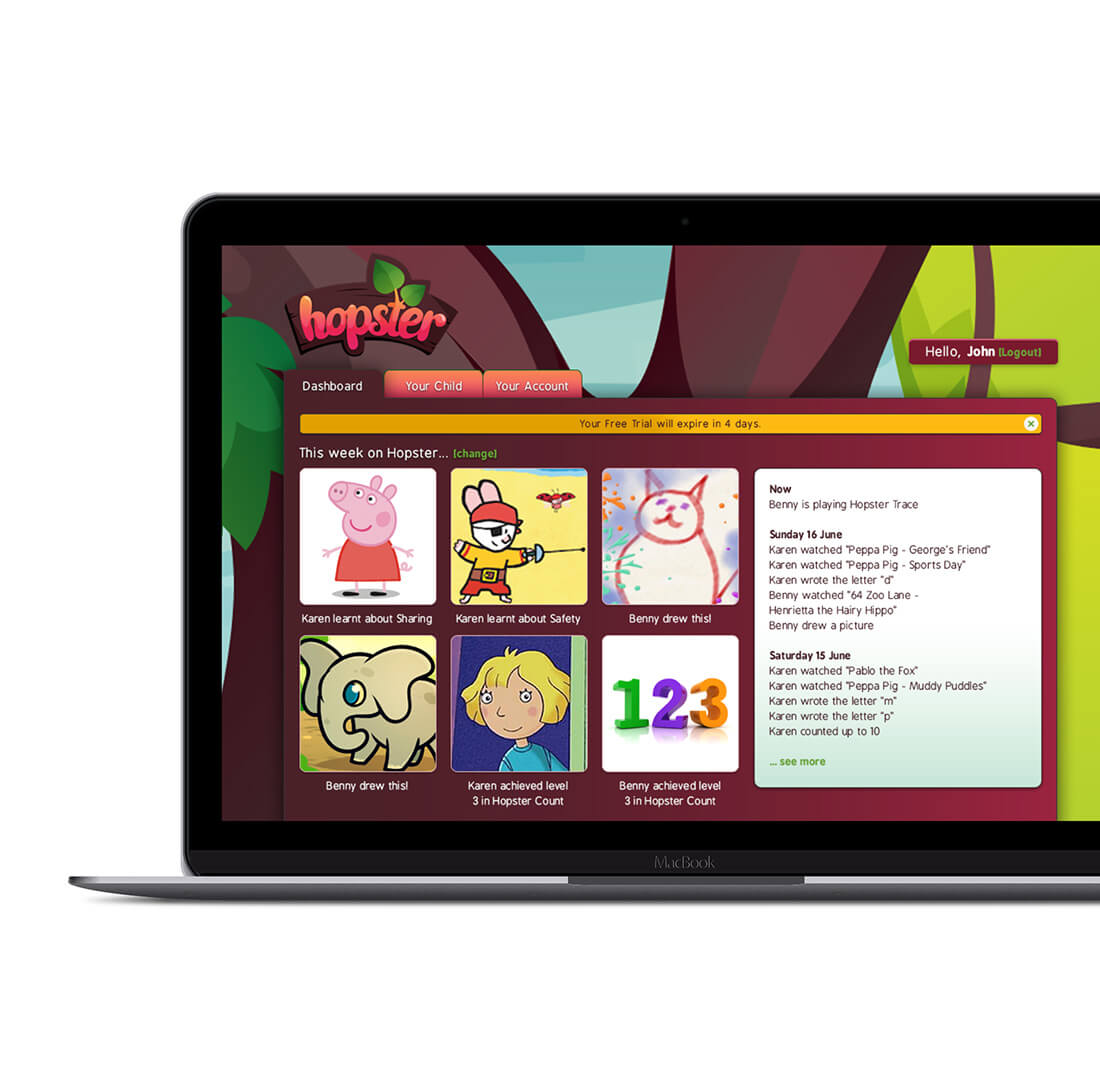 hopster
Hello, John [Logout]
Dashboard
Your Child
Your Account
Your Free Trial will expire in 4 days.
This week on Hopster... [change]
Karen learnt about Sharing
Karen learnt about Safety
Benny drew this!
Benny drew this!
Karen achieved level
3 in Hopster Count
123
Benny achieved level
3 in Hopster Count
Now
Benny is playing Hopster Trace
Sunday 16 June
Karen watched "Peppa Pig - George's Friend"
Karen watched "Peppa Pig - Sports Day"
Karen wrote the letter "d"
Benny watched "64 Zoo Lane -
Henrietta the Hairy Hippo"
Benny drew a picture
Saturday 15 June
Karen watched "Pablo the Fox"
Karen watched "Peppa Pig - Muddy Puddles"
Karen wrote the letter "m"
Karen wrote the letter "p"
Karen counted up to 10
... see more
MacBook